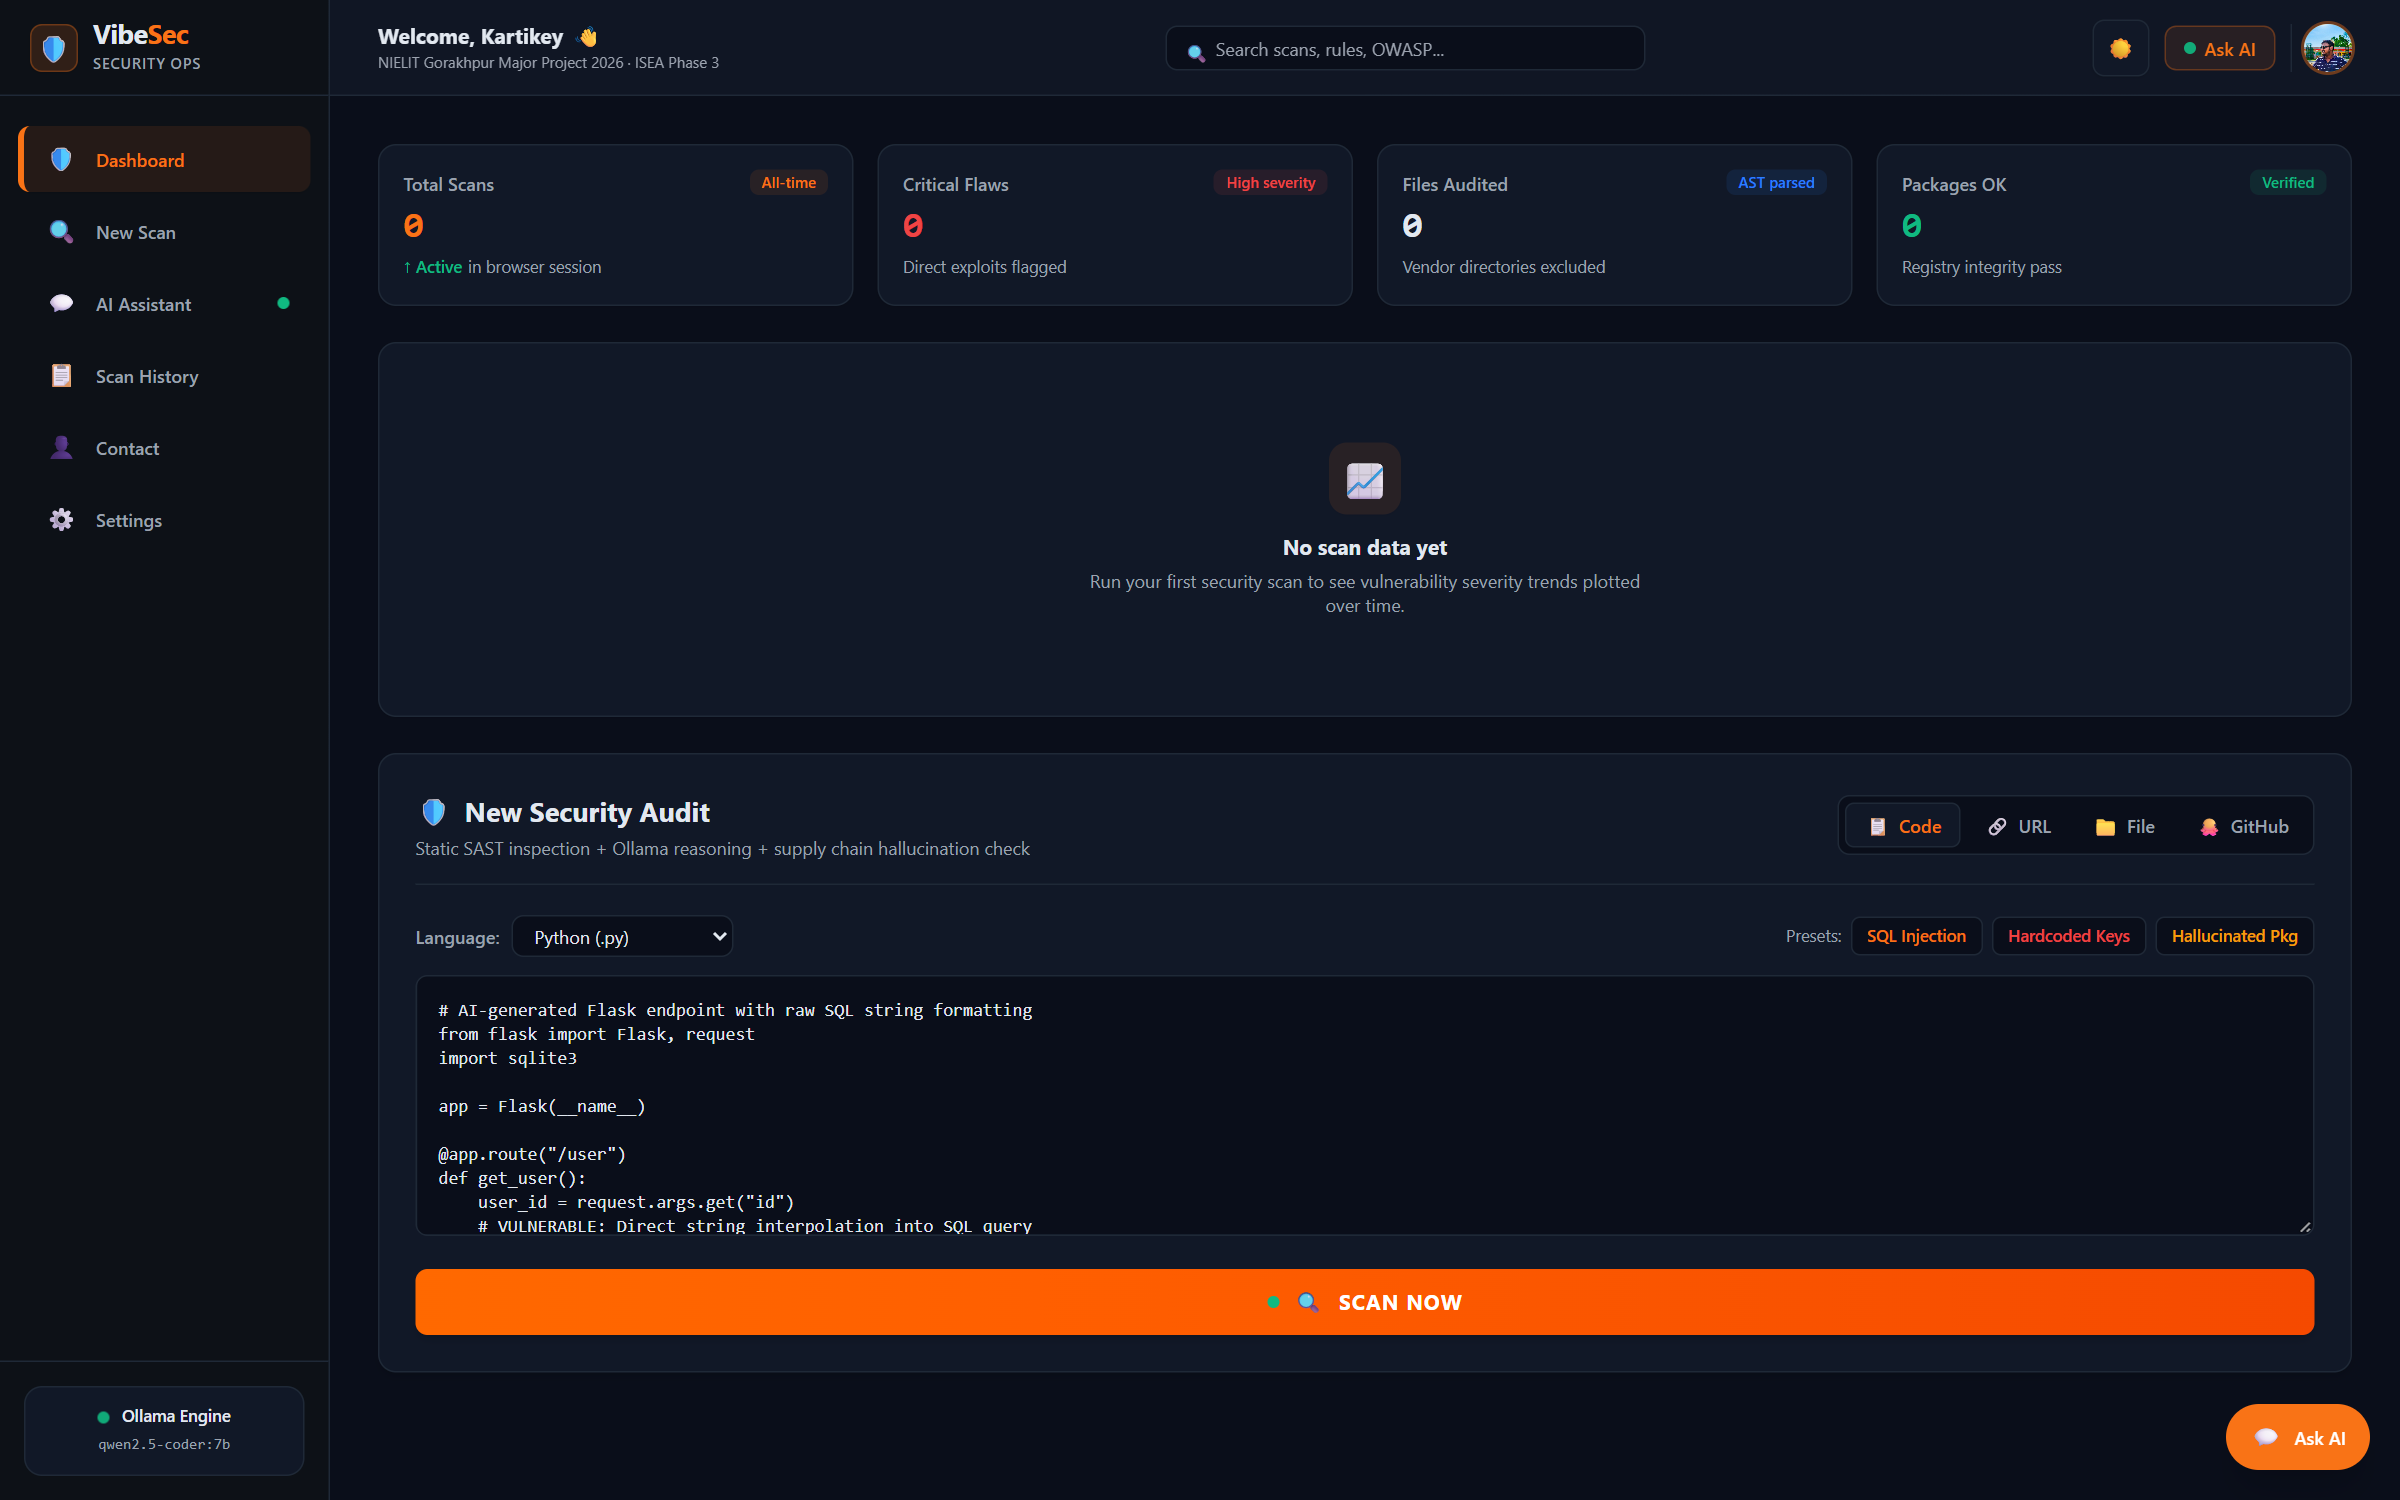 VibeSec
SECURITY OPS
Welcome, Kartikey 👋
NIELIT Gorakhpur Major Project 2026 · ISEA Phase 3
Search scans, rules, OWASP...
Ask AI
Dashboard
New Scan
AI Assistant
Scan History
Contact
Settings
Total Scans
All-time
0
↑ Active in browser session
Critical Flaws
High severity
0
Direct exploits flagged
Files Audited
AST parsed
0
Vendor directories excluded
Packages OK
Verified
0
Registry integrity pass
No scan data yet
Run your first security scan to see vulnerability severity trends plotted
over time.
New Security Audit
Static SAST inspection + Ollama reasoning + supply chain hallucination check
Code
URL
File
GitHub
Language:
Python (.py)
Presets:
SQL Injection
Hardcoded Keys
Hallucinated Pkg
# AI-generated Flask endpoint with raw SQL string formatting
from flask import Flask, request
import sqlite3
app = Flask(__name__)
@app.route("/user")
def get_user():
    user_id = request.args.get("id")
    # VULNERABLE: Direct string interpolation into SQL query
SCAN NOW
Ollama Engine
qwen2.5-coder:7b
Ask AI